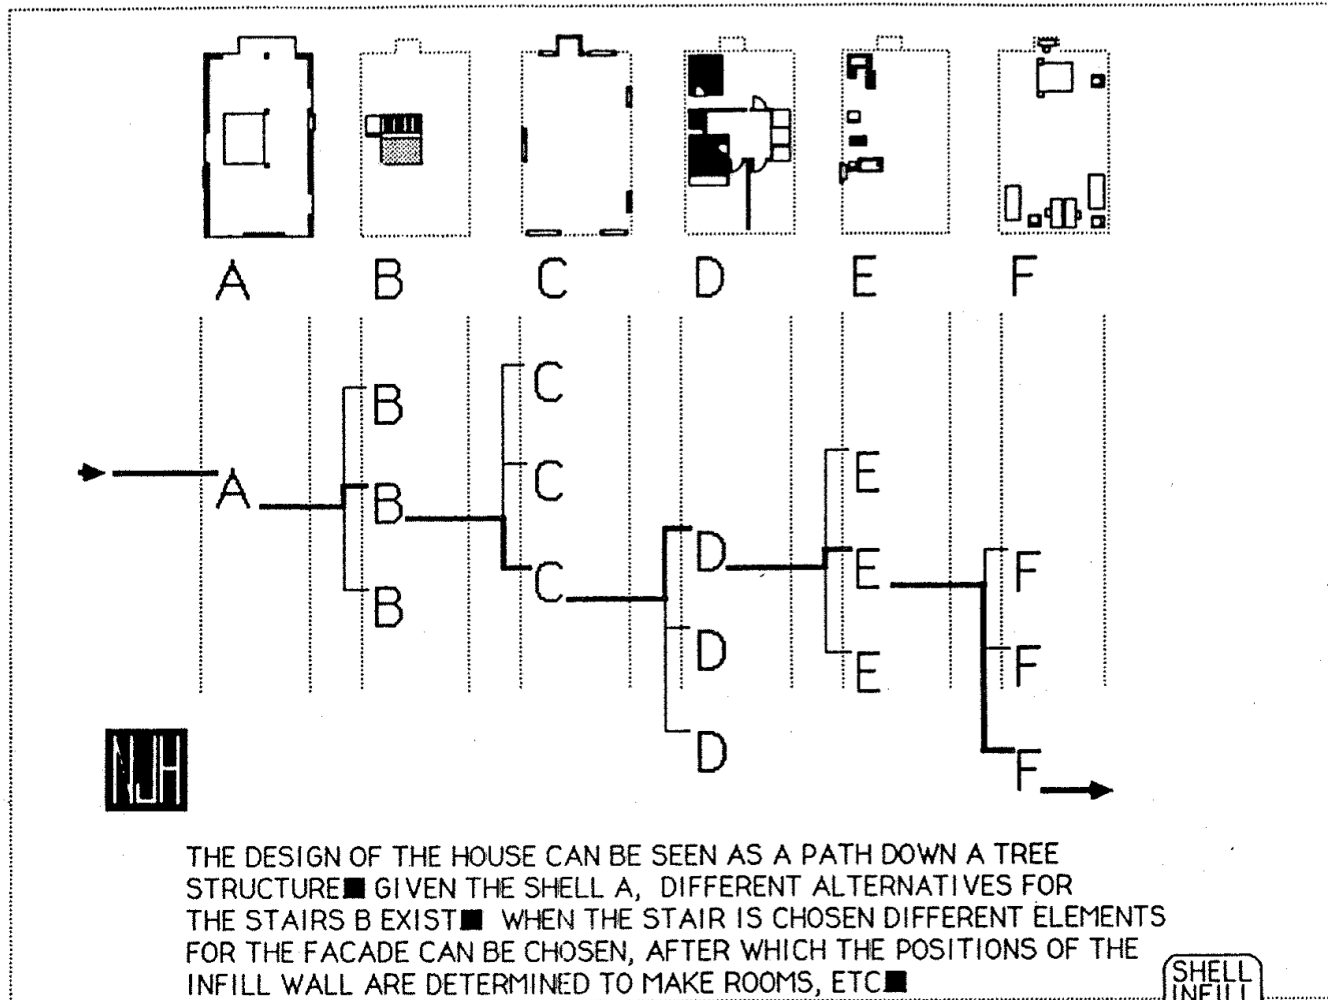 A B C D E F
C
B
E
C
A B
D E F
C
B
D F
E
D
F
NJH
THE DESIGN OF THE HOUSE CAN BE SEEN AS A PATH DOWN A TREE
STRUCTURE■ GIVEN THE SHELL A, DIFFERENT ALTERNATIVES FOR
THE STAIRS B EXIST■ WHEN THE STAIR IS CHOSEN DIFFERENT ELEMENTS
FOR THE FACADE CAN BE CHOSEN, AFTER WHICH THE POSITIONS OF THE
INFILL WALL ARE DETERMINED TO MAKE ROOMS, ETC■
SHELL
INFILL